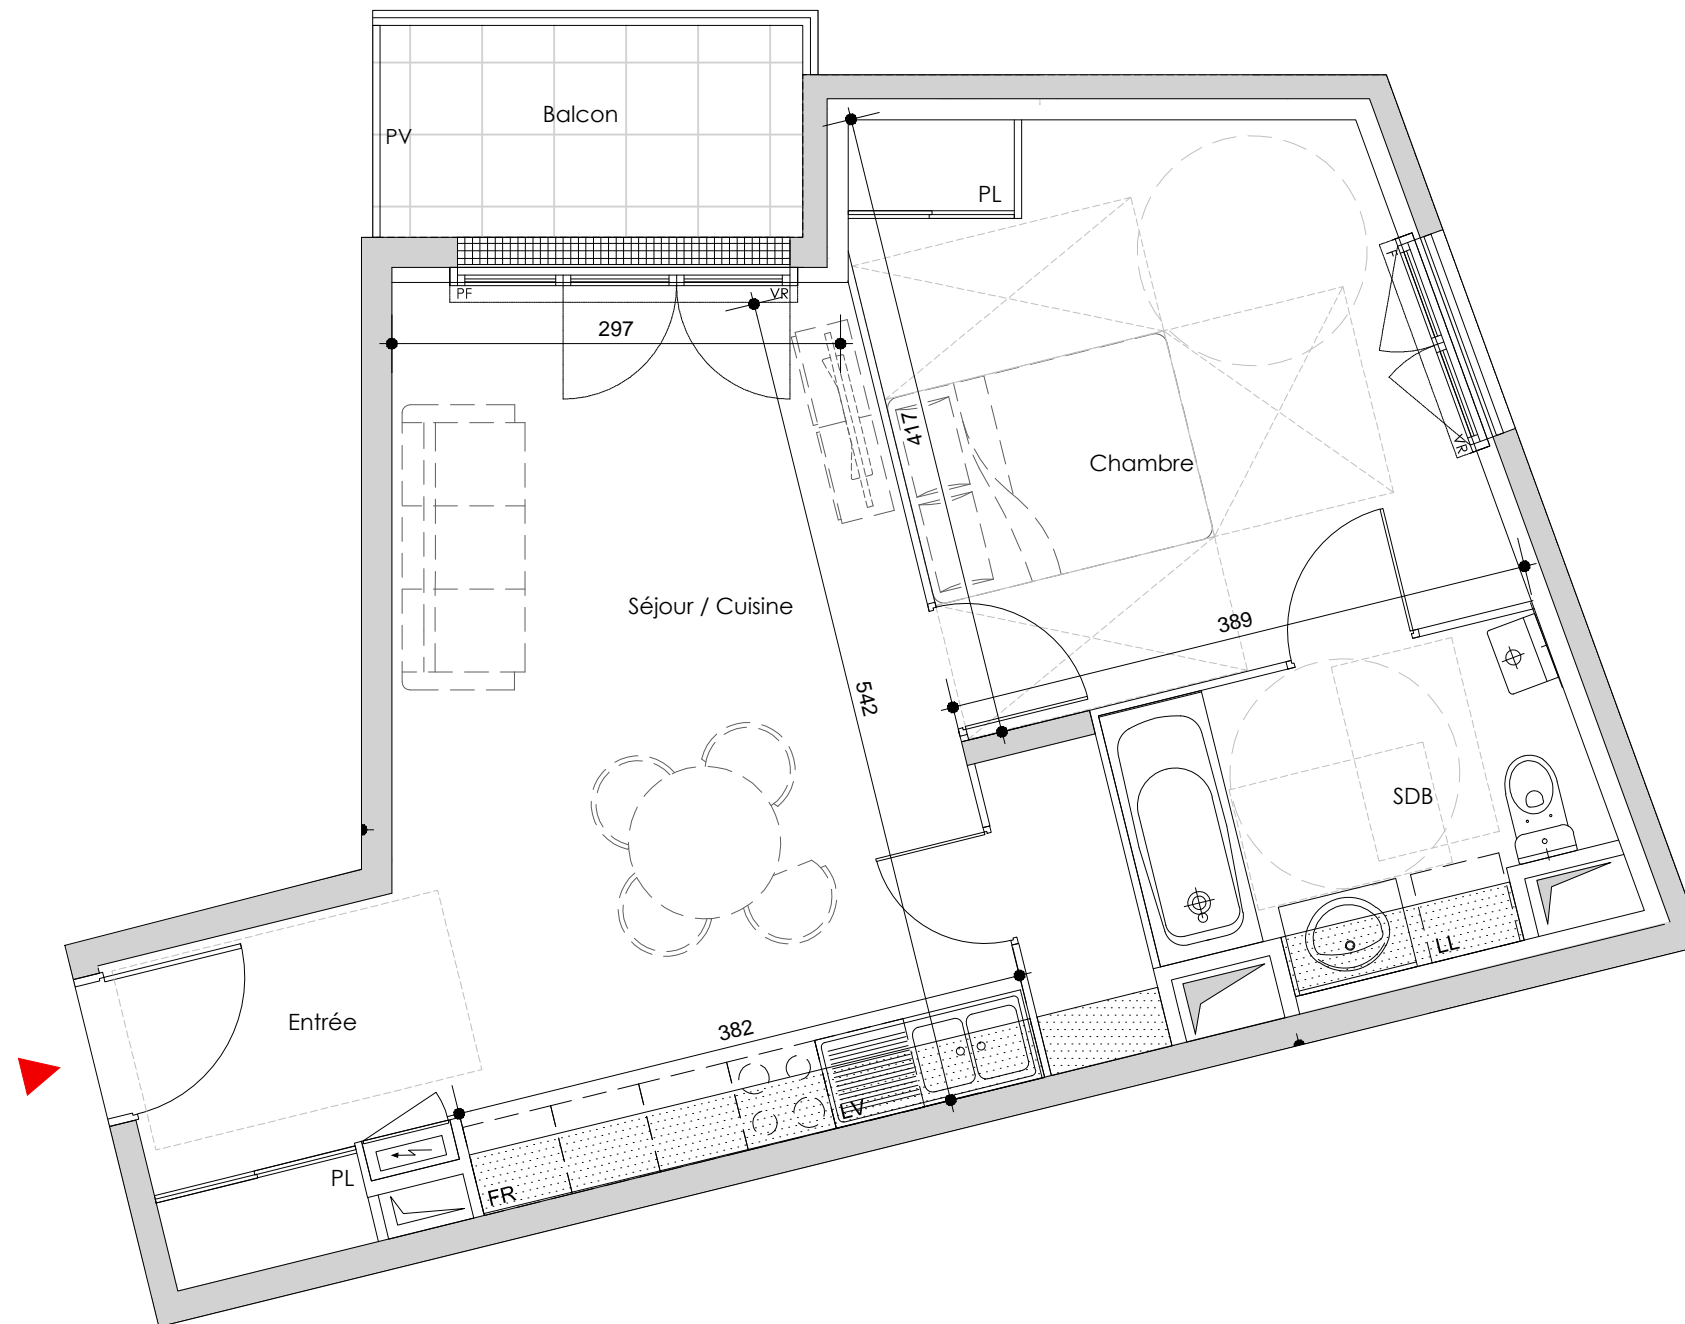 Balcon
PV
PL
PF
VR
297
417
Chambre
VR
Séjour / Cuisine
389
542
SDB
LL
Entrée
382
LV
PL
FR